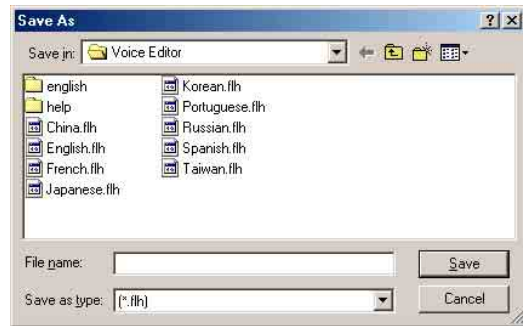 Save As
Save in: Voice Editor
english
help
China.flh
English.flh
French.flh
Japanese.flh
Korean.flh
Portuguese.flh
Russian.flh
Spanish.flh
Taiwan.flh
File name:
Save
Save as type: (*.flh)
Cancel